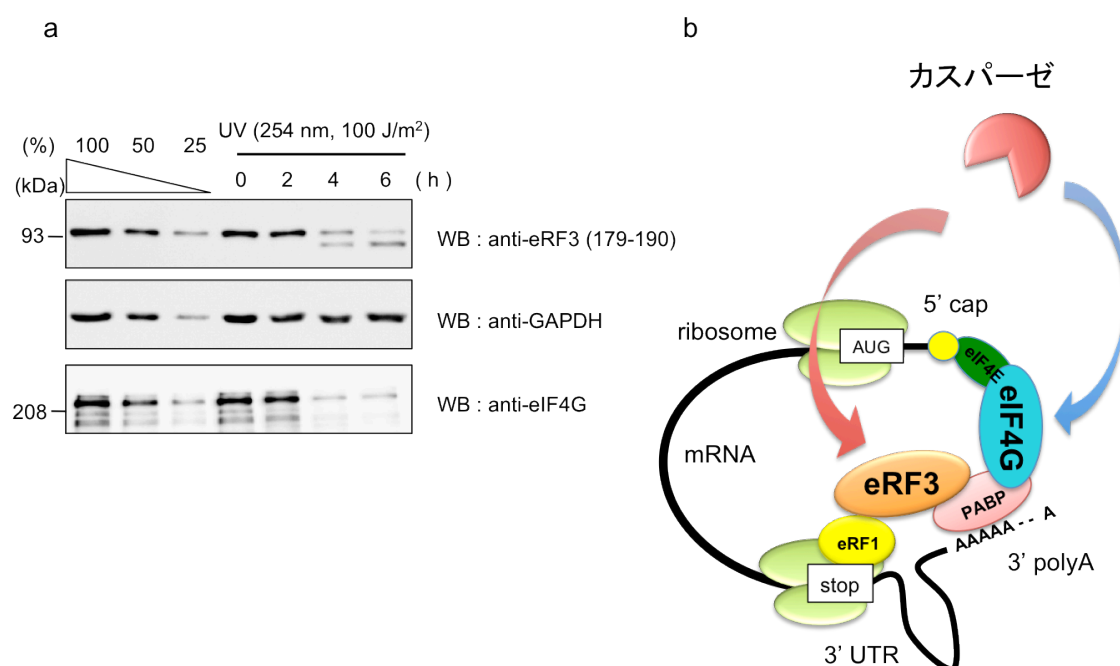 a
UV (254 nm, 100 J/m²)
(%) 100 50 25
(kDa) 0 2 4 6 ( h )
93 WB : anti-eRF3 (179-190)
WB : anti-GAPDH
208 WB : anti-eIF4G
b
カスパーゼ
5’ cap
ribosome
AUG
eIF4E
eIF4G
mRNA
eRF3
PABP
AAAAA - - A
eRF1
3’ polyA
stop
3’ UTR